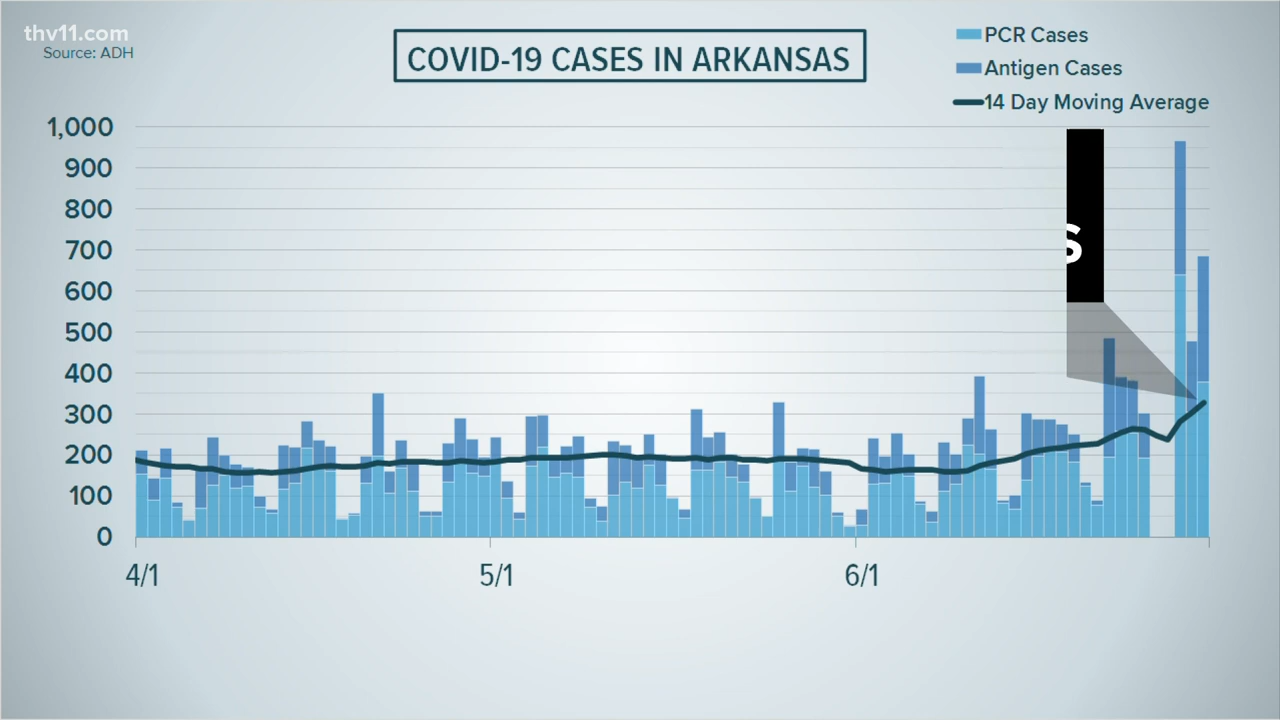 thv11.com
Source: ADH
COVID-19 CASES IN ARKANSAS
PCR Cases
Antigen Cases
14 Day Moving Average
1,000
900
800
700
600
500
400
300
200
100
0
S
4/1
5/1
6/1